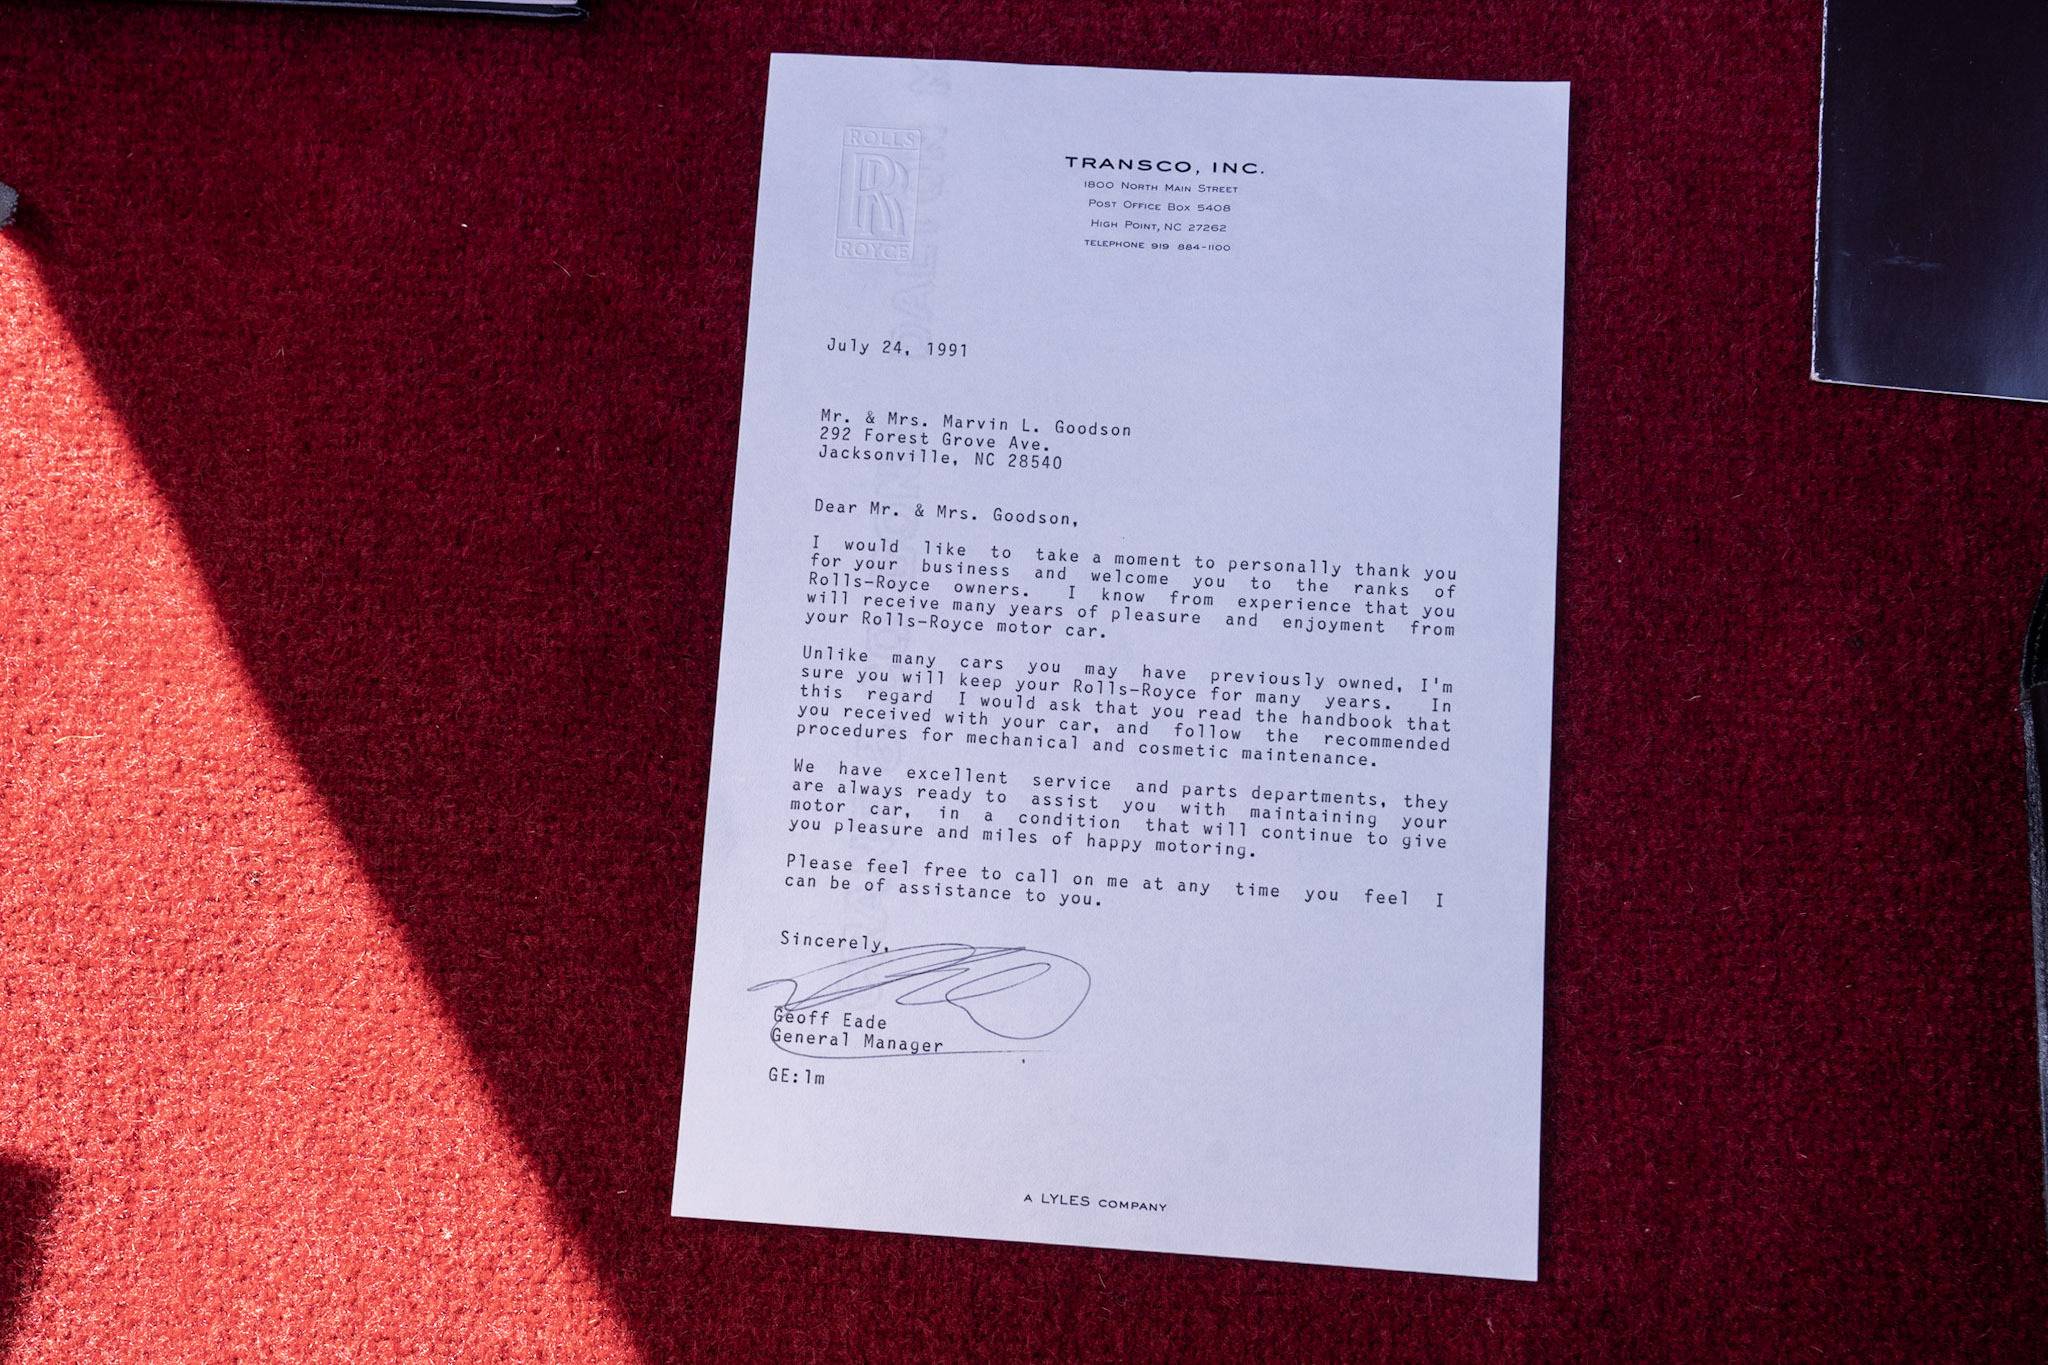 ROLLS
RR
ROYCE
TRANSCO, INC.
1800 NORTH MAIN STREET
POST OFFICE BOX 5408
HIGH POINT, NC 27262
TELEPHONE 919 884-1100
July 24, 1991
Mr. & Mrs. Marvin L. Goodson
292 Forest Grove Ave.
Jacksonville, NC 28540
Dear Mr. & Mrs. Goodson,
I would like to take a moment to personally thank you
for your business and welcome you to the ranks of
Rolls-Royce owners. I know from experience that you
will receive many years of pleasure and enjoyment from
your Rolls-Royce motor car.
Unlike many cars you may have previously owned, I'm
sure you will keep your Rolls-Royce for many years. In
this regard I would ask that you read the handbook that
you received with your car, and follow the recommended
procedures for mechanical and cosmetic maintenance.
We have excellent service and parts departments, they
are always ready to assist you with maintaining your
motor car, in a condition that will continue to give
you pleasure and miles of happy motoring.
Please feel free to call on me at any time you feel I
can be of assistance to you.
Sincerely,
Geoff Eade
General Manager
GE:lm
A LYLES COMPANY